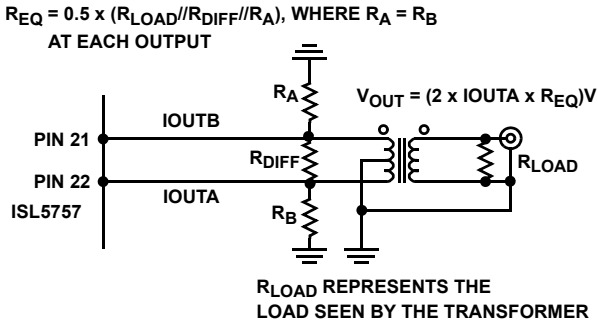 REQ = 0.5 x (RLOAD//RDIFF//RA), WHERE RA = RB
AT EACH OUTPUT
RA
VOUT = (2 x IOUTA x REQ)V
IOUTB
PIN 21
RDIFF
RLOAD
PIN 22
IOUTA
ISL5757
RB
RLOAD REPRESENTS THE
LOAD SEEN BY THE TRANSFORMER